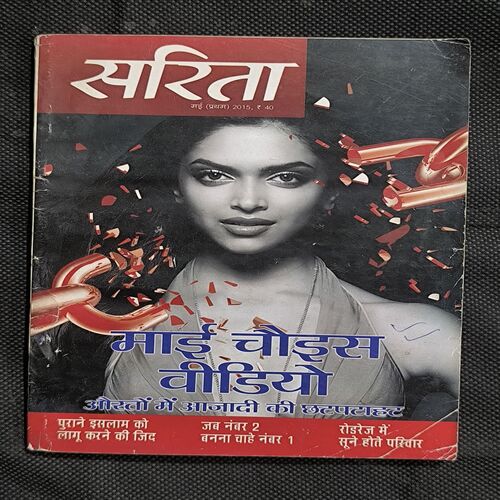 सरिता
मई (प्रथम) 2015, ₹ 40
माई चौइस
वीडियो
औरतों में आजादी की छटपटाहट
पुराने इसलाम को
लागू करने की जिद
जब नंबर 2
बनना चाहे नंबर 1
रोडरेज में
सूने होते परिवार